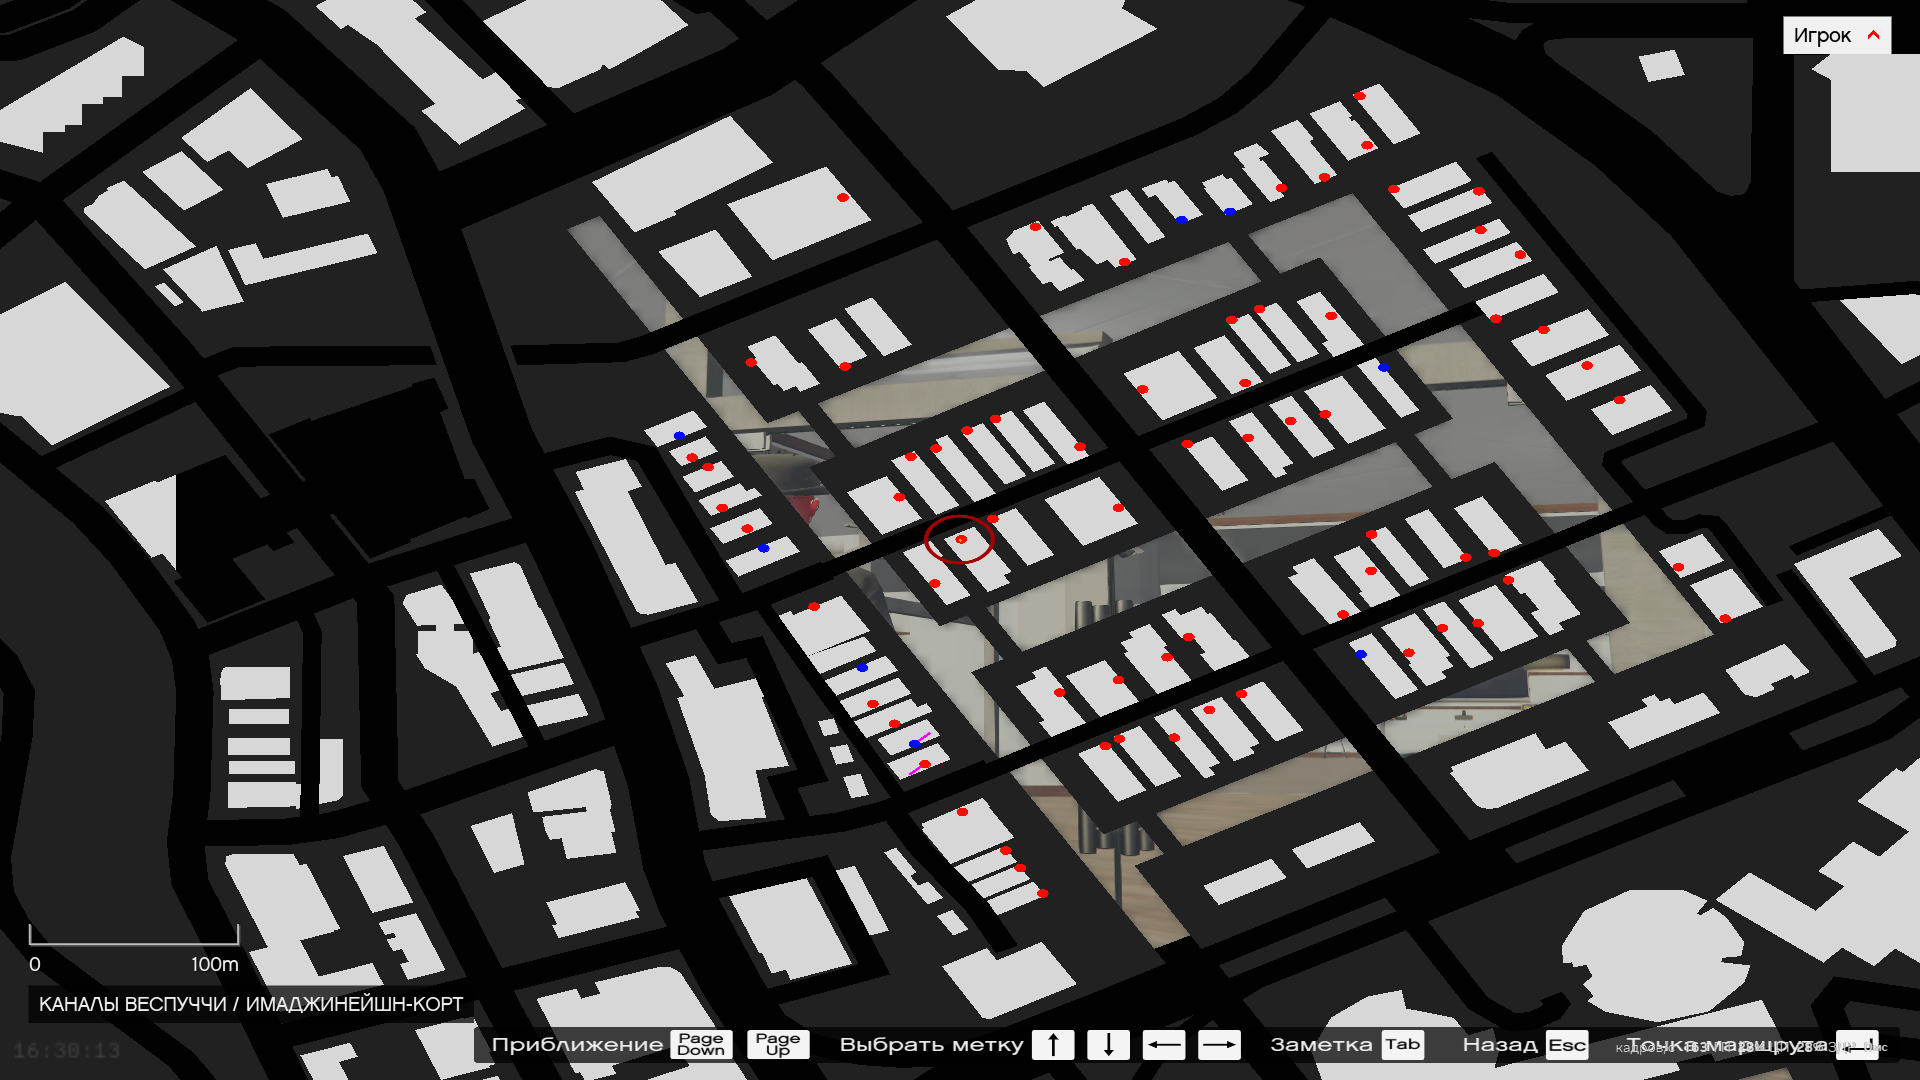 Игрок
0 100m
КАНАЛЫ ВЕСПУЧЧИ / ИМАДЖИНЕЙШН-КОРТ
16:30:13
Приближение Page Down Page Up Выбрать метку ↑ ↓ ← → Заметка Tab Назад Esc Точка маршрута